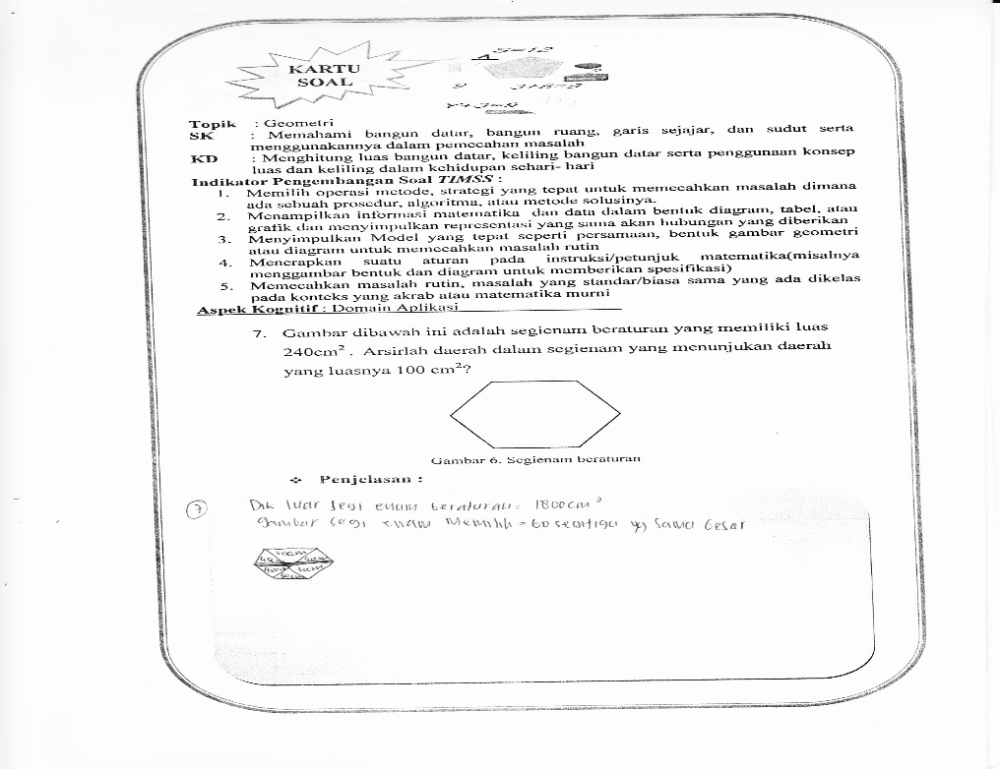 KARTU
SOAL
Topik : Geometri
SK : Memahami bangun datar, bangun ruang, garis sejajar, dan sudut serta
menggunakannya dalam pemecahan masalah
KD : Menghitung luas bangun datar, keliling bangun datar serta penggunaan konsep
luas dan keliling dalam kehidupan sehari- hari
Indikator Pengembangan Soal TIMSS :
1. Memilih operasi metode, strategi yang tepat untuk memecahkan masalah dimana
ada sebuah prosedur, algoritma, atau metode solusinya.
2. Menampilkan informasi matematika dan data dalam bentuk diagram, tabel, atau
grafik dan menyimpulkan representasi yang sama akan hubungan yang diberikan
3. Menyimpulkan Model yang tepat seperti persamaan, bentuk gambar geometri
atau diagram untuk memecahkan masalah rutin
4. Menerapkan suatu aturan pada instruksi/petunjuk matematika(misalnya
menggambar bentuk dan diagram untuk memberikan spesifikasi)
5. Memecahkan masalah rutin, masalah yang standar/biasa sama yang ada dikelas
pada konteks yang akrab atau matematika murni
Aspek Kognitif : Domain Aplikasi
7. Gambar dibawah ini adalah segienam beraturan yang memiliki luas
240cm² . Arsirlah daerah dalam segienam yang menunjukan daerah
yang luasnya 100 cm²?
Gambar 6. Segienam beraturan
❖ Penjelasan :
7 Dik luar segi enam beraturan = 1800cm³
gambar segi enam Memilih = 60 segitiga yg sama besar